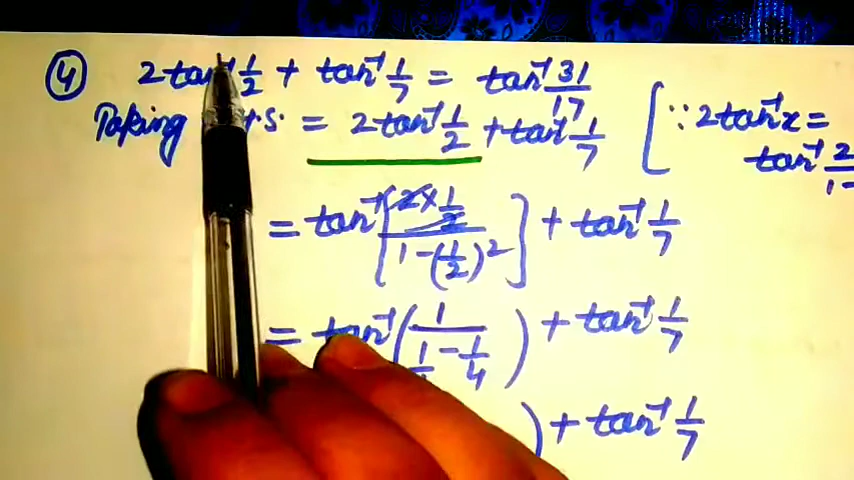 ④ 2tan⁻¹ 1/2 + tan⁻¹ 1/7 = tan⁻¹ 31/17
Taking .S. = 2tan⁻¹ 1/2 + tan⁻¹ 1/7 [∵ 2tan⁻¹x =
tan⁻¹ 2/1-
= tan⁻¹[2×1/2 / 1-(1/2)²] + tan⁻¹ 1/7
= tan⁻¹(1 / 1/1 - 1/4) + tan⁻¹ 1/7
) + tan⁻¹ 1/7